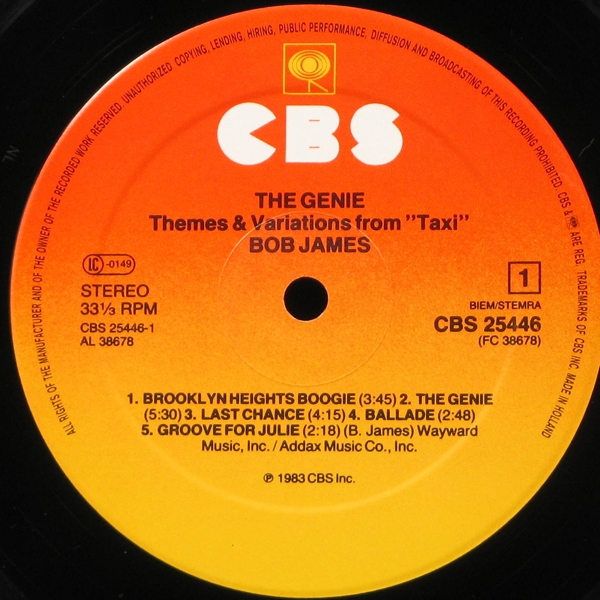 ALL RIGHTS OF THE MANUFACTURER AND OF THE OWNER OF THE RECORDED WORK RESERVED. UNAUTHORIZED COPYING, LENDING, HIRING, PUBLIC PERFORMANCE, DIFFUSION AND BROADCASTING OF THIS RECORDING PROHIBITED. CBS & ARE REG. TRADEMARKS OF CBS INC. MADE IN HOLLAND
CBS
THE GENIE
Themes & Variations from "Taxi"
BOB JAMES
LC -0149
1
STEREO
BIEM/STEMRA
33⅓ RPM
CBS 25446
CBS 25446-1
(FC 38678)
AL 38678
1. BROOKLYN HEIGHTS BOOGIE (3:45) 2. THE GENIE
(5:30) 3. LAST CHANCE (4:15) 4. BALLADE (2:48)
5. GROOVE FOR JULIE (2:18) (B. James) Wayward
Music, Inc. / Addax Music Co., Inc.
℗ 1983 CBS Inc.